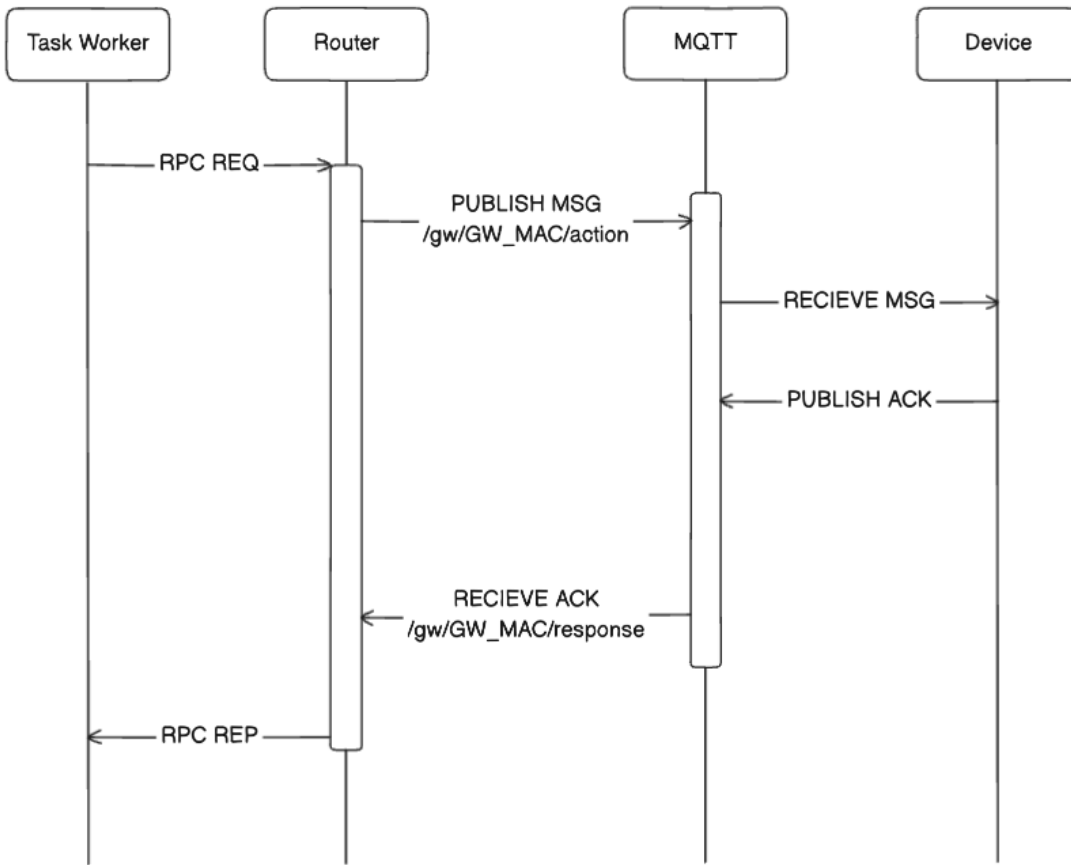 Task Worker
Router
MQTT
Device
RPC REQ
PUBLISH MSG
/gw/GW_MAC/action
RECIEVE MSG
PUBLISH ACK
RECIEVE ACK
/gw/GW_MAC/response
RPC REP